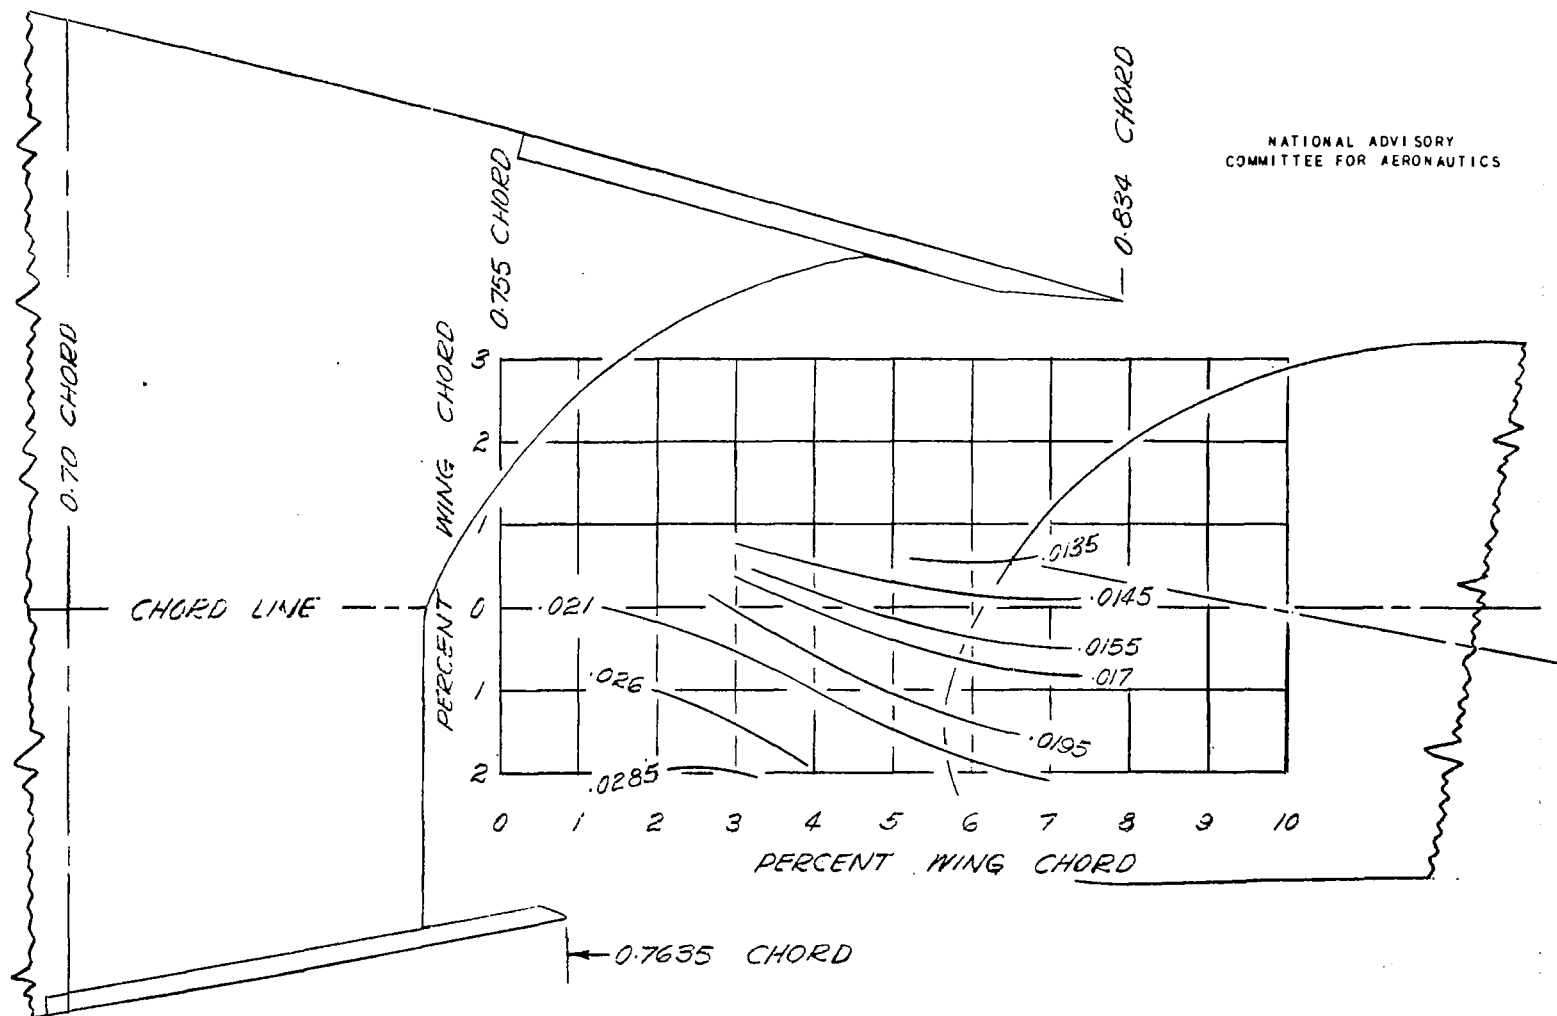 NATIONAL ADVISORY
COMMITTEE FOR AERONAUTICS
0.834 CHORD
0.755 CHORD
0.70 CHORD
PERCENT WING CHORD
3
2
1
0
1
2
CHORD LINE
.0135
.0145
.0155
.017
.0195
.021
.026
.0285
0 1 2 3 4 5 6 7 8 9 10
PERCENT WING CHORD
0.7635 CHORD